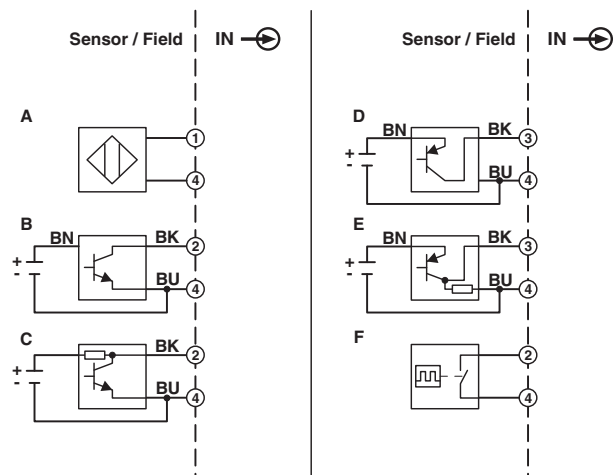 Sensor / Field IN
A
1
4
B
BN BK 2
+
-
BU 4
C
BK 2
+
-
BU 4
Sensor / Field IN
D
BN BK 3
+
-
BU 4
E
BN BK 3
+
-
BU 4
F
2
4